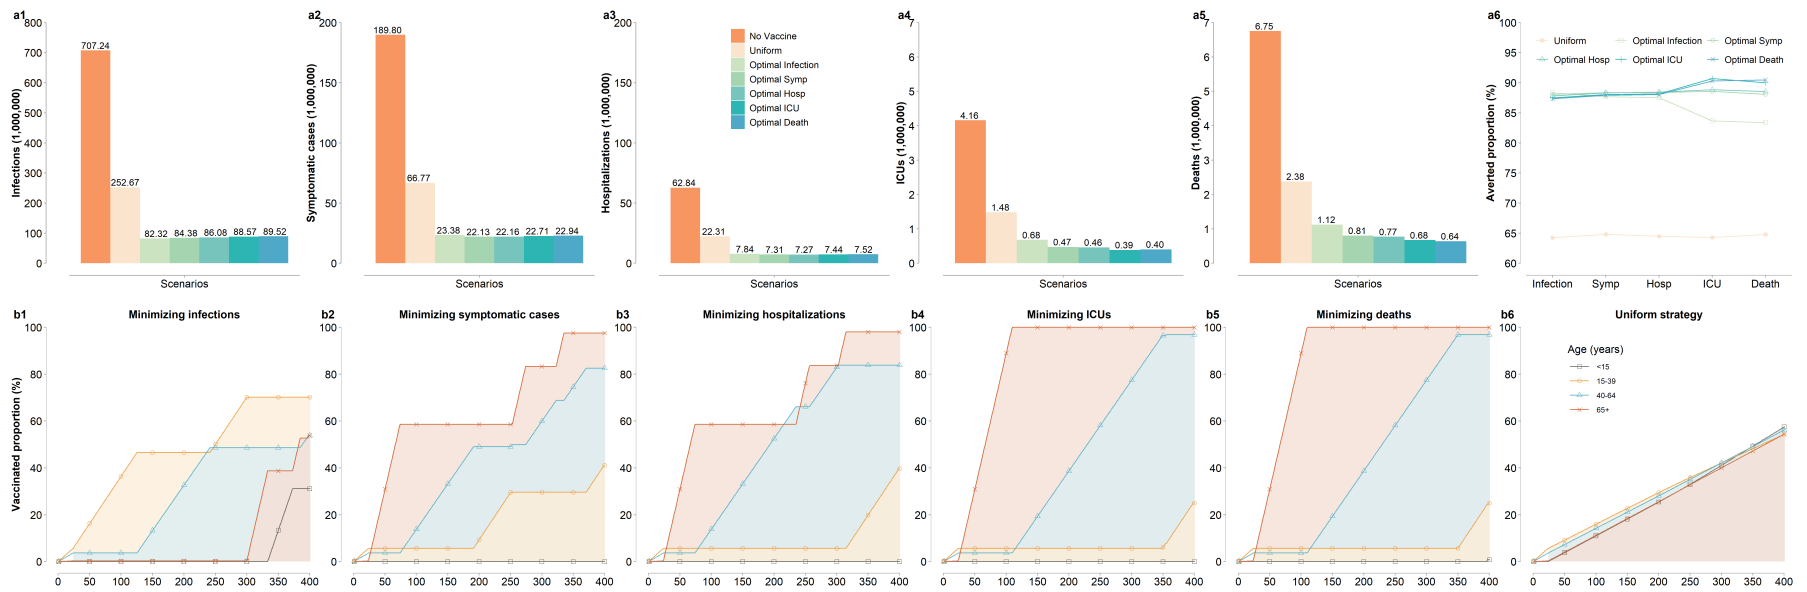 a1
Infections (1,000,000)
800
700
600
500
400
300
200
100
0
707.24
252.67
82.32
84.38
86.08
88.57
89.52
Scenarios
a2
Symptomatic cases (1,000,000)
200
150
100
50
0
189.80
66.77
23.38
22.13
22.16
22.71
22.94
Scenarios
a3
Hospitalizations (1,000,000)
200
150
100
50
0
62.84
22.31
7.84
7.31
7.27
7.44
7.52
Scenarios
No Vaccine
Uniform
Optimal Infection
Optimal Symp
Optimal Hosp
Optimal ICU
Optimal Death
a4
ICUs (1,000,000)
7
6
5
4
3
2
1
0
4.16
1.48
0.68
0.47
0.46
0.39
0.40
Scenarios
a5
Deaths (1,000,000)
7
6
5
4
3
2
1
0
6.75
2.38
1.12
0.81
0.77
0.68
0.64
Scenarios
a6
Averted proportion (%)
100
95
90
85
80
75
70
65
60
Uniform
Optimal Infection
Optimal Symp
Optimal Hosp
Optimal ICU
Optimal Death
Infection Symp Hosp ICU Death
b1
Minimizing infections
Vaccinated proportion (%)
100
80
60
40
20
0
0 50 100 150 200 250 300 350 400
b2
Minimizing symptomatic cases
100
80
60
40
20
0
0 50 100 150 200 250 300 350 400
b3
Minimizing hospitalizations
100
80
60
40
20
0
0 50 100 150 200 250 300 350 400
b4
Minimizing ICUs
100
80
60
40
20
0
0 50 100 150 200 250 300 350 400
b5
Minimizing deaths
100
80
60
40
20
0
0 50 100 150 200 250 300 350 400
b6
Uniform strategy
100
80
60
40
20
0
Age (years)
<15
15-39
40-64
65+
0 50 100 150 200 250 300 350 400